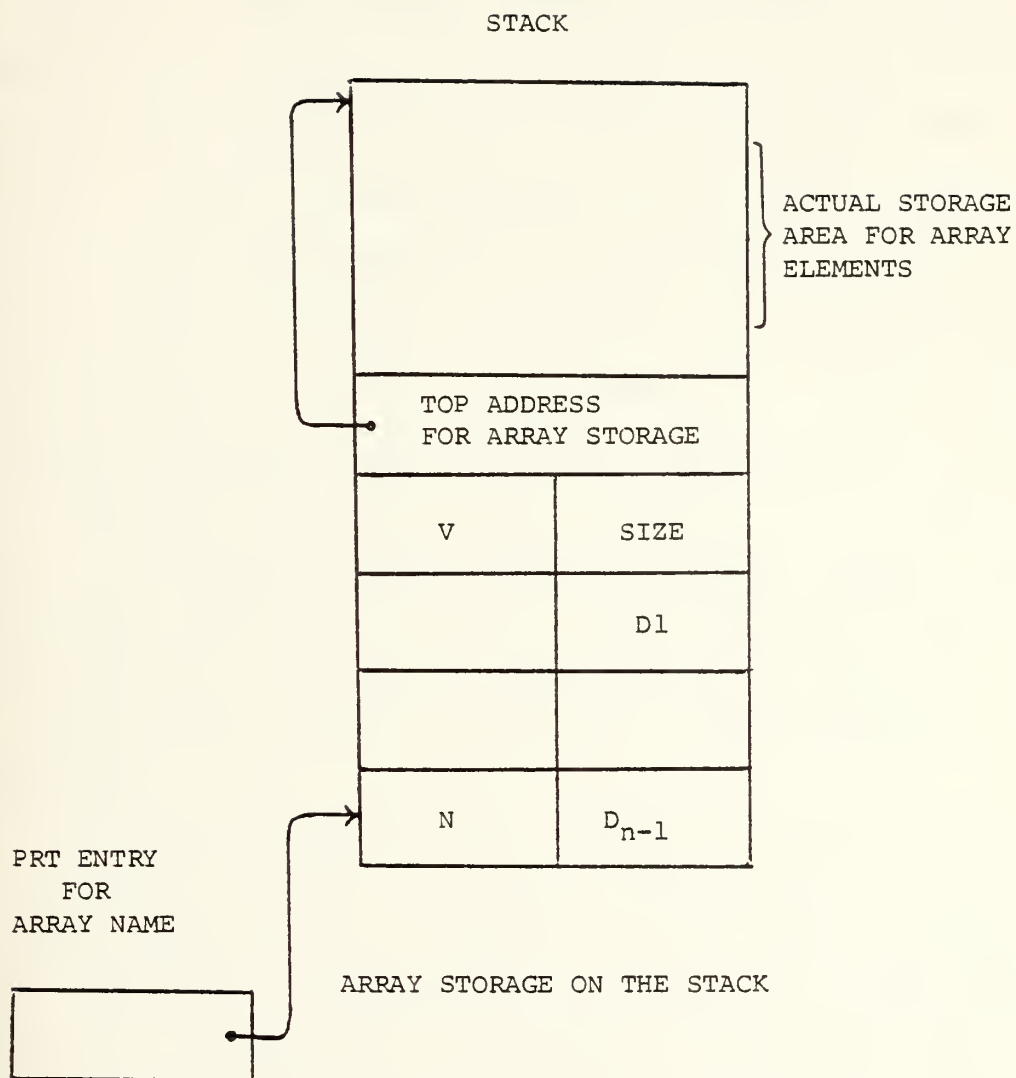 STACK
ACTUAL STORAGE
AREA FOR ARRAY
ELEMENTS
TOP ADDRESS
FOR ARRAY STORAGE
V
SIZE
D1
N
Dn-1
PRT ENTRY
FOR
ARRAY NAME
ARRAY STORAGE ON THE STACK